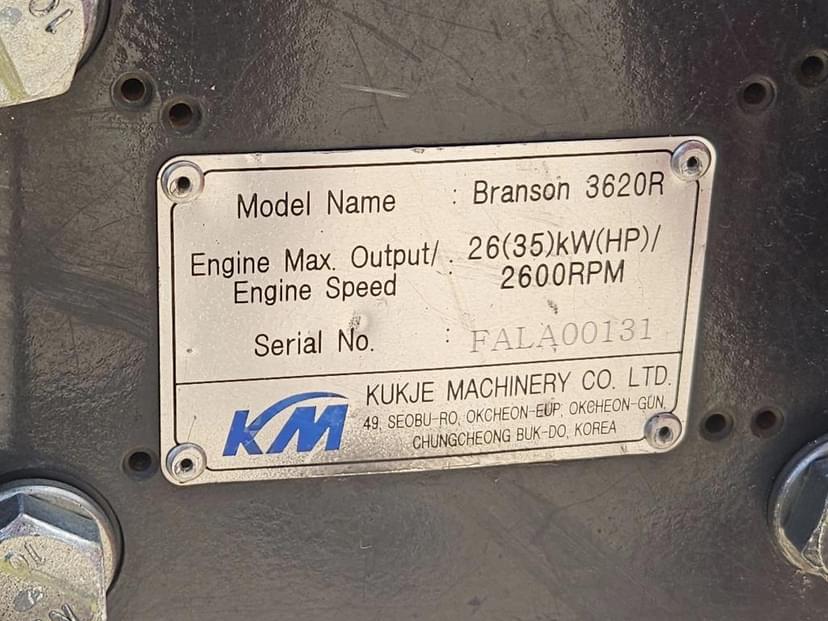 Model Name : Branson 3620R
Engine Max. Output/ : 26(35)kW(HP)/
Engine Speed 2600RPM
Serial No. : FALA00131
KM KUKJE MACHINERY CO. LTD.
49, SEOBU-RO, OKCHEON-EUP, OKCHEON-GUN,
CHUNGCHEONG BUK-DO, KOREA